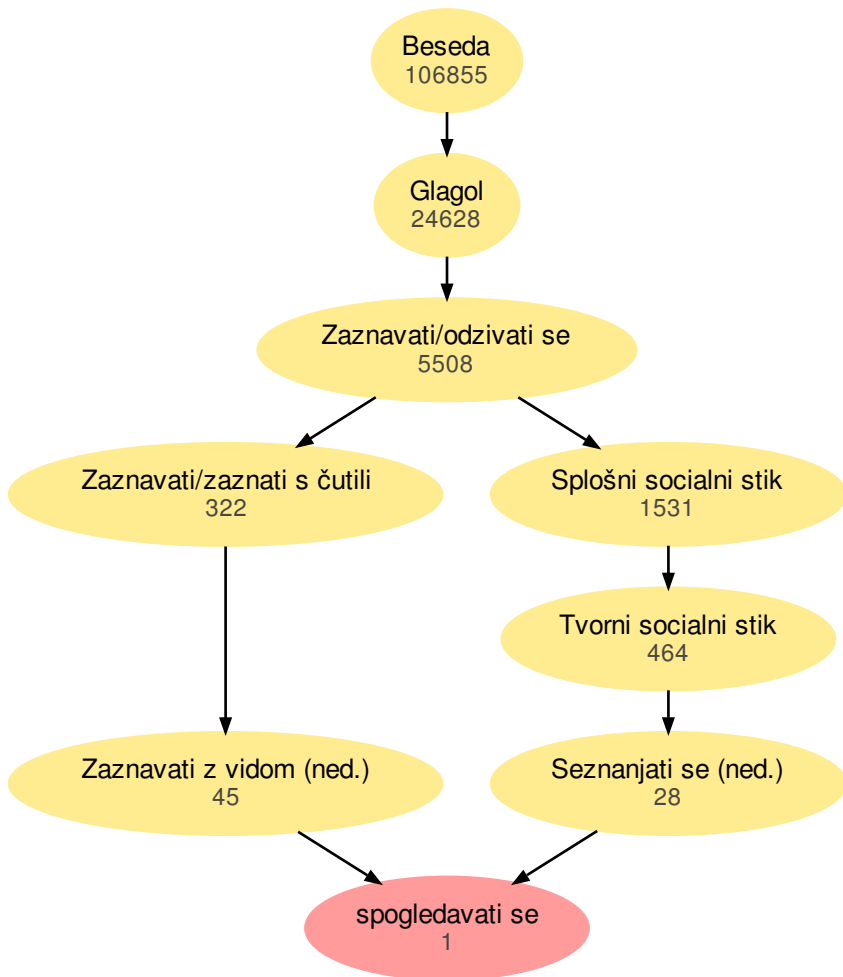 Beseda
106855
Glagol
24628
Zaznavati/odzivati se
5508
Zaznavati/zaznati s čutili
322
Splošni socialni stik
1531
Tvorni socialni stik
464
Zaznavati z vidom (ned.)
45
Seznanjati se (ned.)
28
spogledavati se
1